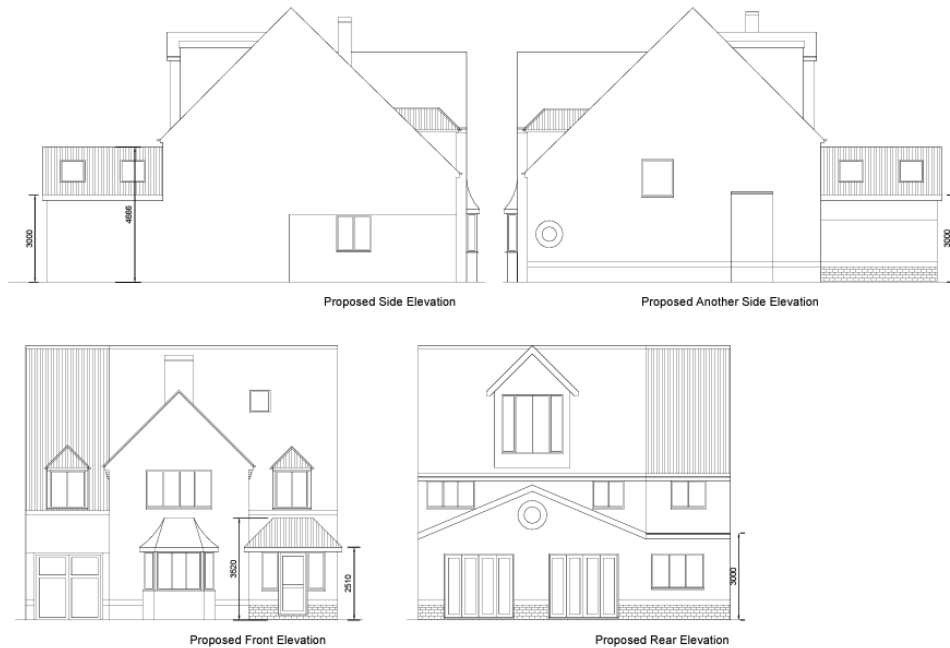 3000
4666
3000
Proposed Side Elevation
Proposed Another Side Elevation
3520
2510
3000
Proposed Front Elevation
Proposed Rear Elevation